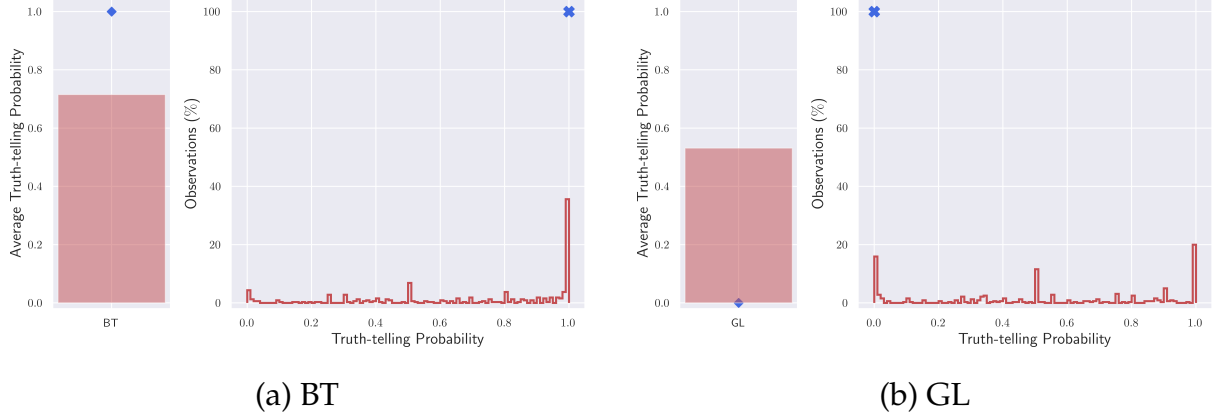 Average Truth-telling Probability
1.0
0.8
0.6
0.4
0.2
0.0
BT
Observations (%)
100
80
60
40
20
0
0.0 0.2 0.4 0.6 0.8 1.0
Truth-telling Probability
(a) BT
Average Truth-telling Probability
1.0
0.8
0.6
0.4
0.2
0.0
GL
Observations (%)
100
80
60
40
20
0
0.0 0.2 0.4 0.6 0.8 1.0
Truth-telling Probability
(b) GL